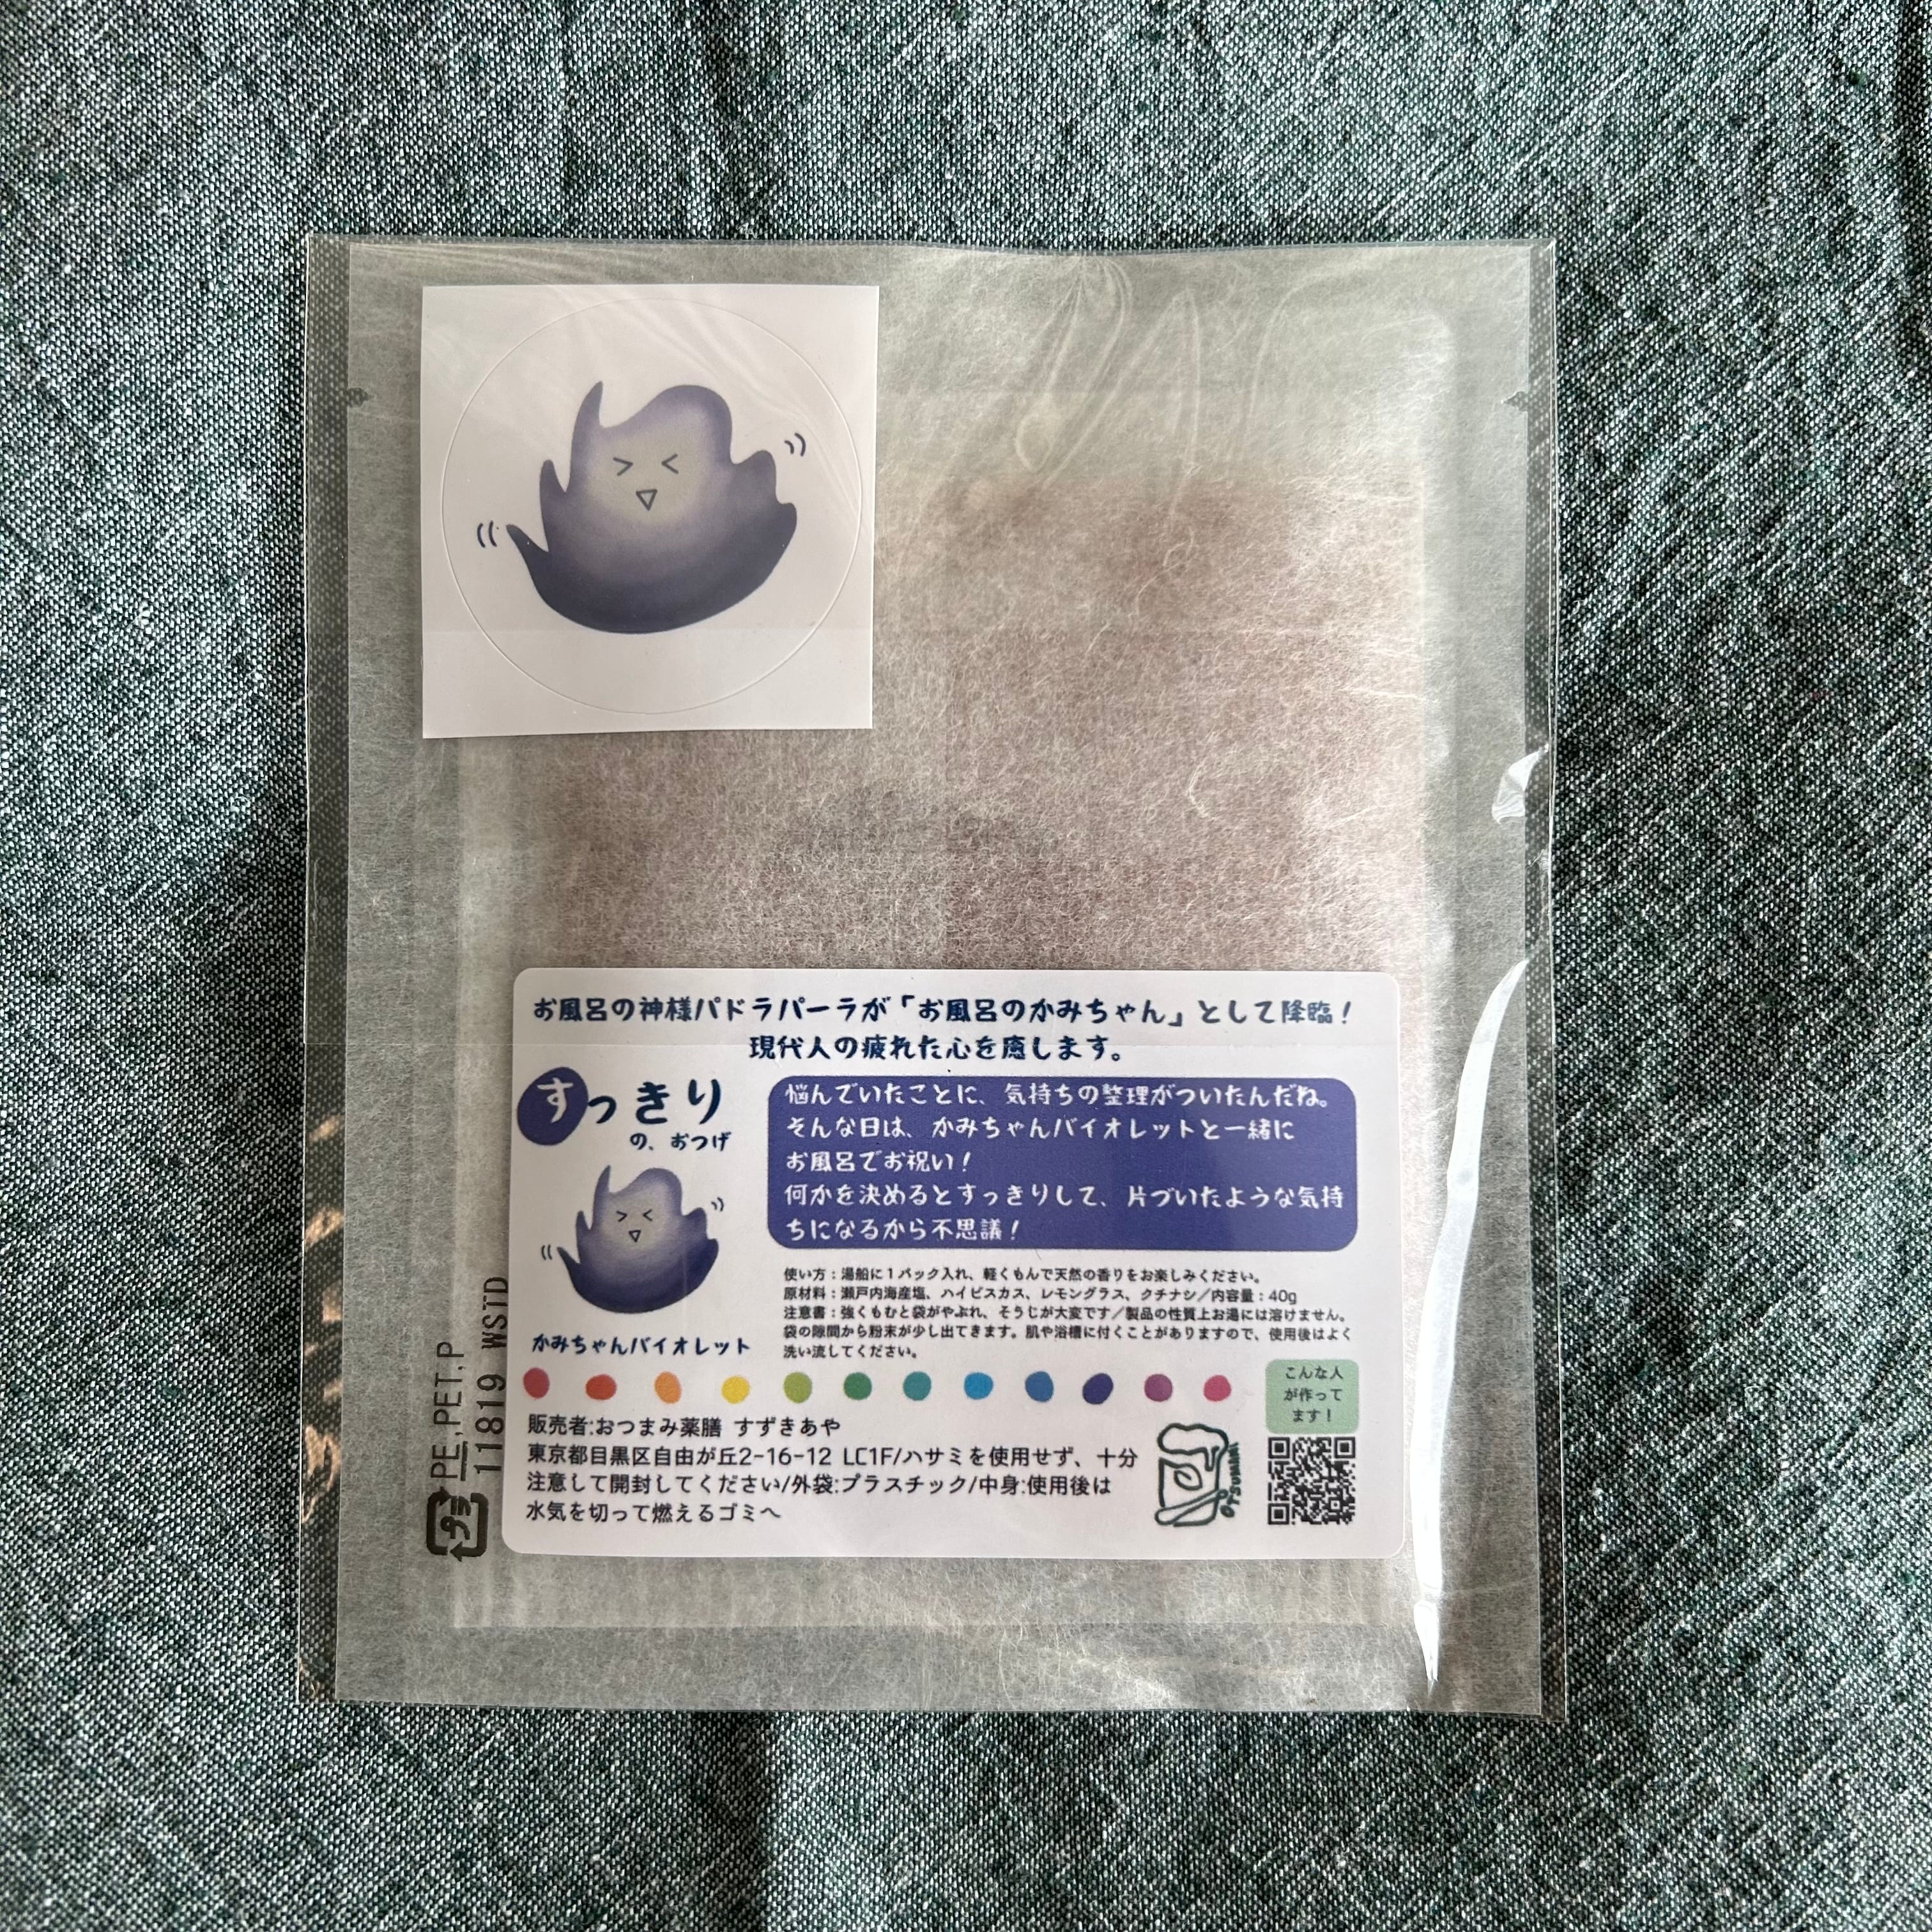 お風呂の神様パドラパーラが「お風呂のかみちゃん」として降臨！
現代人の疲れた心を癒します。
すっきり
の、おつげ
かみちゃんバイオレット
悩んでいたことに、気持ちの整理がついたんだね。
そんな日は、かみちゃんバイオレットと一緒に
お風呂でお祝い！
何かを決めるとすっきりして、片づいたような気持
ちになるから不思議！
使い方：湯船に１パック入れ、軽くもんで天然の香りをお楽しみください。
原材料：瀬戸内海産塩、ハイビスカス、レモングラス、クチナシ／内容量：40g
注意書：強くもむと袋がやぶれ、そうじが大変です／製品の性質上お湯には溶けません。
袋の隙間から粉末が少し出てきます。肌や浴槽に付くことがありますので、使用後はよく
洗い流してください。
こんな人
が作って
ます！
販売者:おつまみ薬膳 すずきあや
東京都目黒区自由が丘2-16-12 LC1F/ハサミを使用せず、十分
注意して開封してください/外袋:プラスチック/中身:使用後は
水気を切って燃えるゴミへ
OTSUMAMI
プラ
PE,PET,P
11819 WSTD